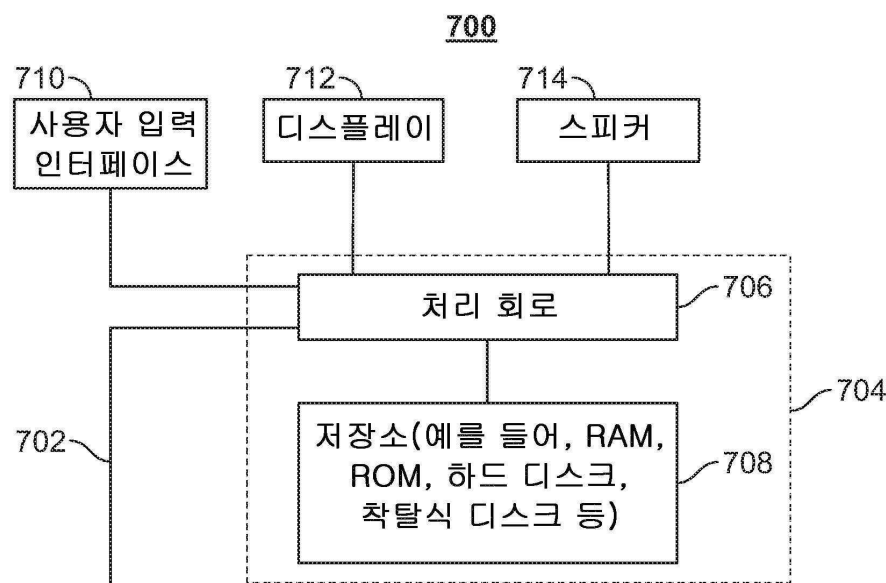 700
710
712
714
사용자 입력
인터페이스
디스플레이
스피커
처리 회로
706
704
702
저장소(예를 들어, RAM,
ROM, 하드 디스크,
착탈식 디스크 등)
708